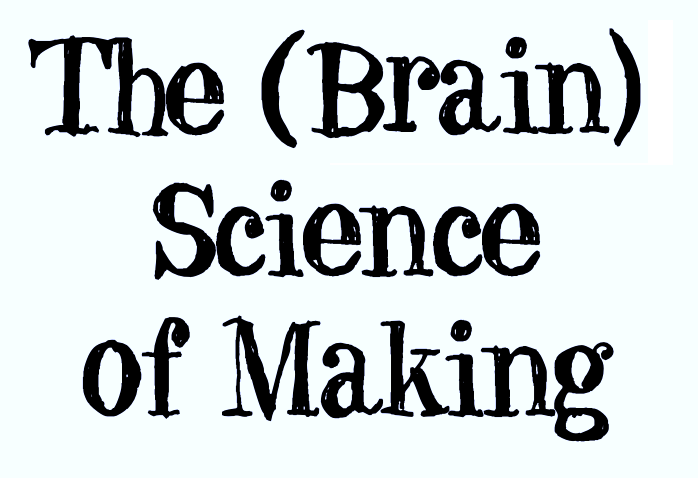 The (Brain)
Science
of Making